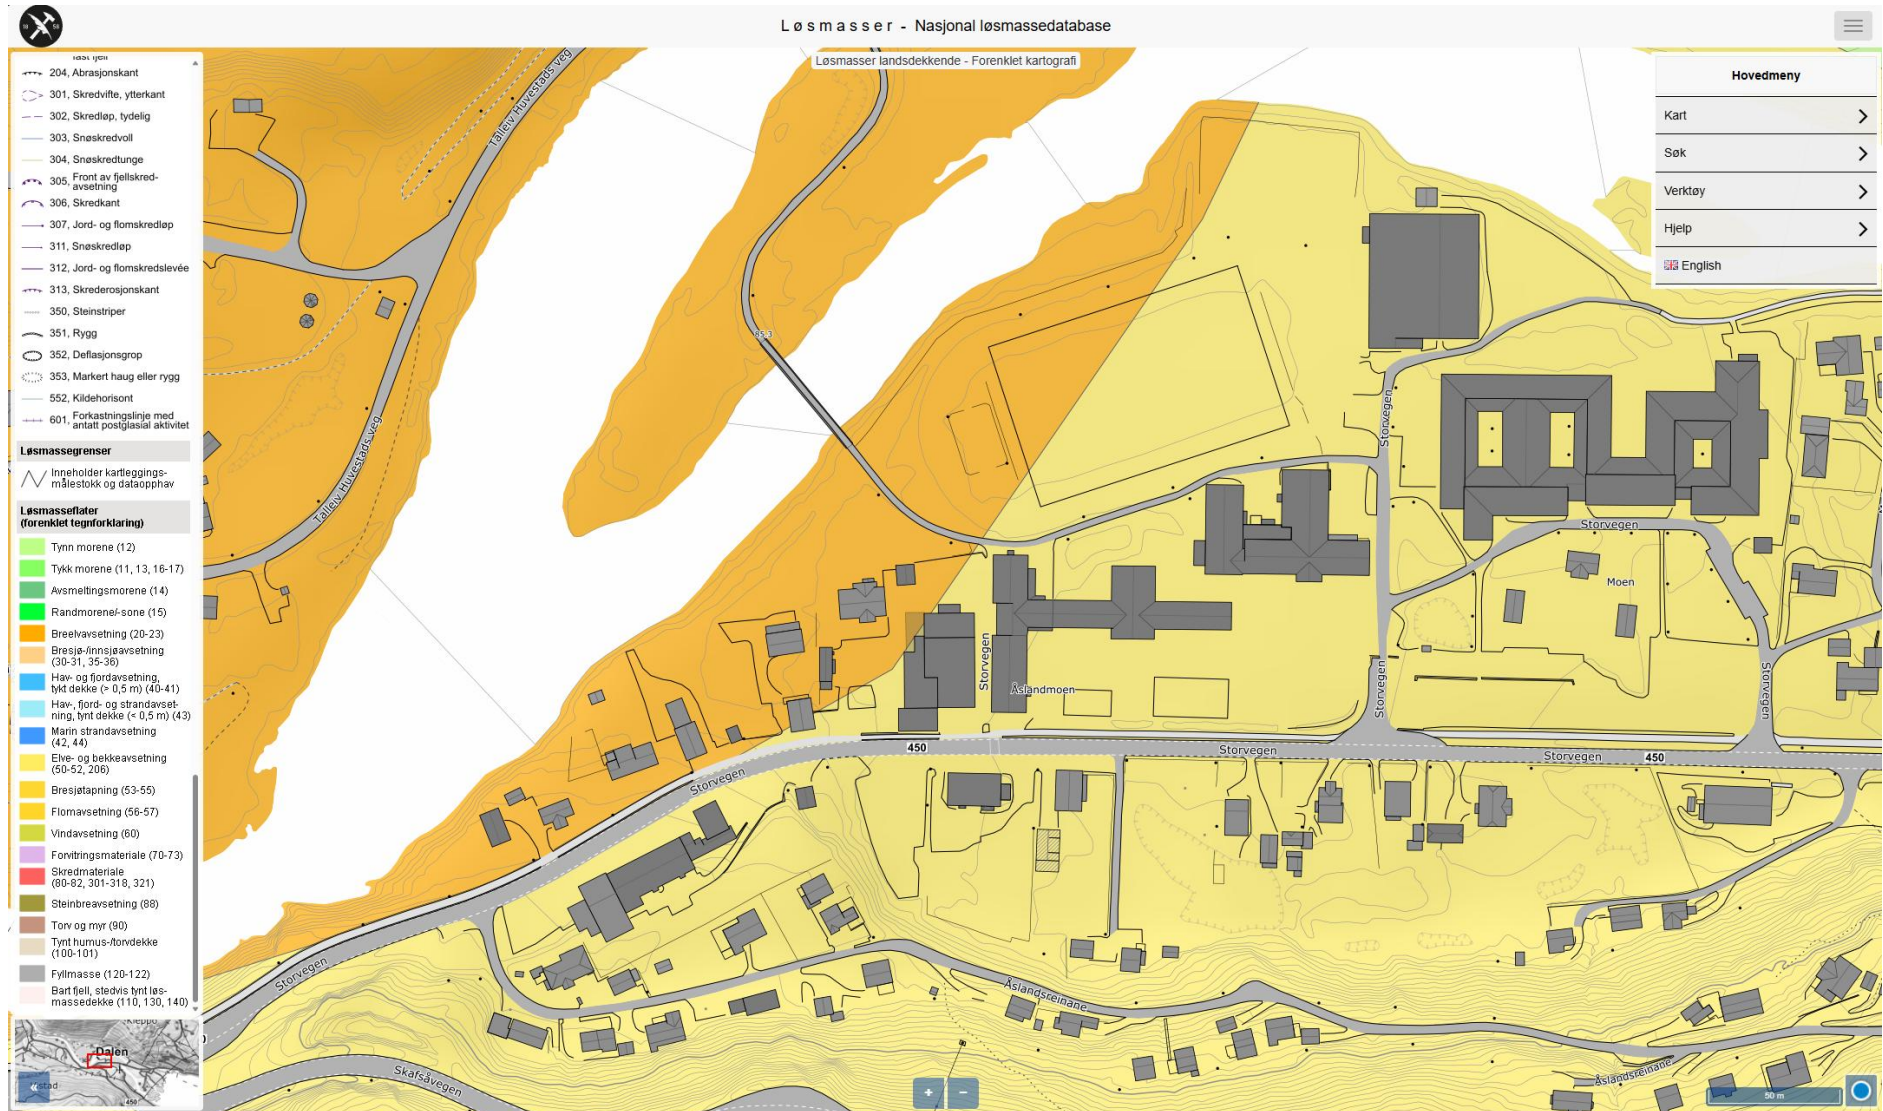 Løsmasser - Nasjonal løsmassedatabase
Løsmasser landsdekkende - Forenklet kartografi
fast fjell
204, Abrasjonskant
301, Skredvifte, ytterkant
302, Skredløp, tydelig
303, Snøskredvoll
304, Snøskredtunge
305, Front av fjellskred-
avsetning
306, Skredkant
307, Jord- og flomskredløp
311, Snøskredløp
312, Jord- og flomskredslevée
313, Skrederosjonskant
350, Steinstriper
351, Rygg
352, Deflasjonsgrop
353, Markert haug eller rygg
552, Kildehorisont
601, Forkastningslinje med
antatt postglasial aktivitet
Løsmassegrenser
Inneholder kartleggings-
målestokk og dataopphav
Løsmasseflater
(forenklet tegnforklaring)
Tynn morene (12)
Tykk morene (11, 13, 16-17)
Avsmeltingsmorene (14)
Randmorene/-sone (15)
Breelvavsetning (20-23)
Bresjø-/innsjøavsetning
(30-31, 35-36)
Hav- og fjordavsetning,
tykt dekke (> 0,5 m) (40-41)
Hav-, fjord- og strandavset-
ning, tynt dekke (< 0,5 m) (43)
Marin strandavsetning
(42, 44)
Elve- og bekkeavsetning
(50-52, 206)
Bresjøtapning (53-55)
Flomavsetning (56-57)
Vindavsetning (60)
Forvitringsmateriale (70-73)
Skredmateriale
(80-82, 301-318, 321)
Steinbreavsetning (88)
Torv og myr (90)
Tynt humus-/torvdekke
(100-101)
Fyllmasse (120-122)
Bart fjell, stedvis tynt løs-
massedekke (110, 130, 140)
Dalen
450
«
Hovedmeny
Kart
Søk
Verktøy
Hjelp
English
Talleiv Huvestads veg
Talleiv Huvestads veg
85.3
Storvegen
Storvegen
Moen
Storvegen
Åslandmoen
Storvegen
Storvegen
450
Storvegen
Storvegen
450
Storvegen
Storvegen
Åslandsreinane
Skafsåvegen
Åslandsreinane
+
−
50 m